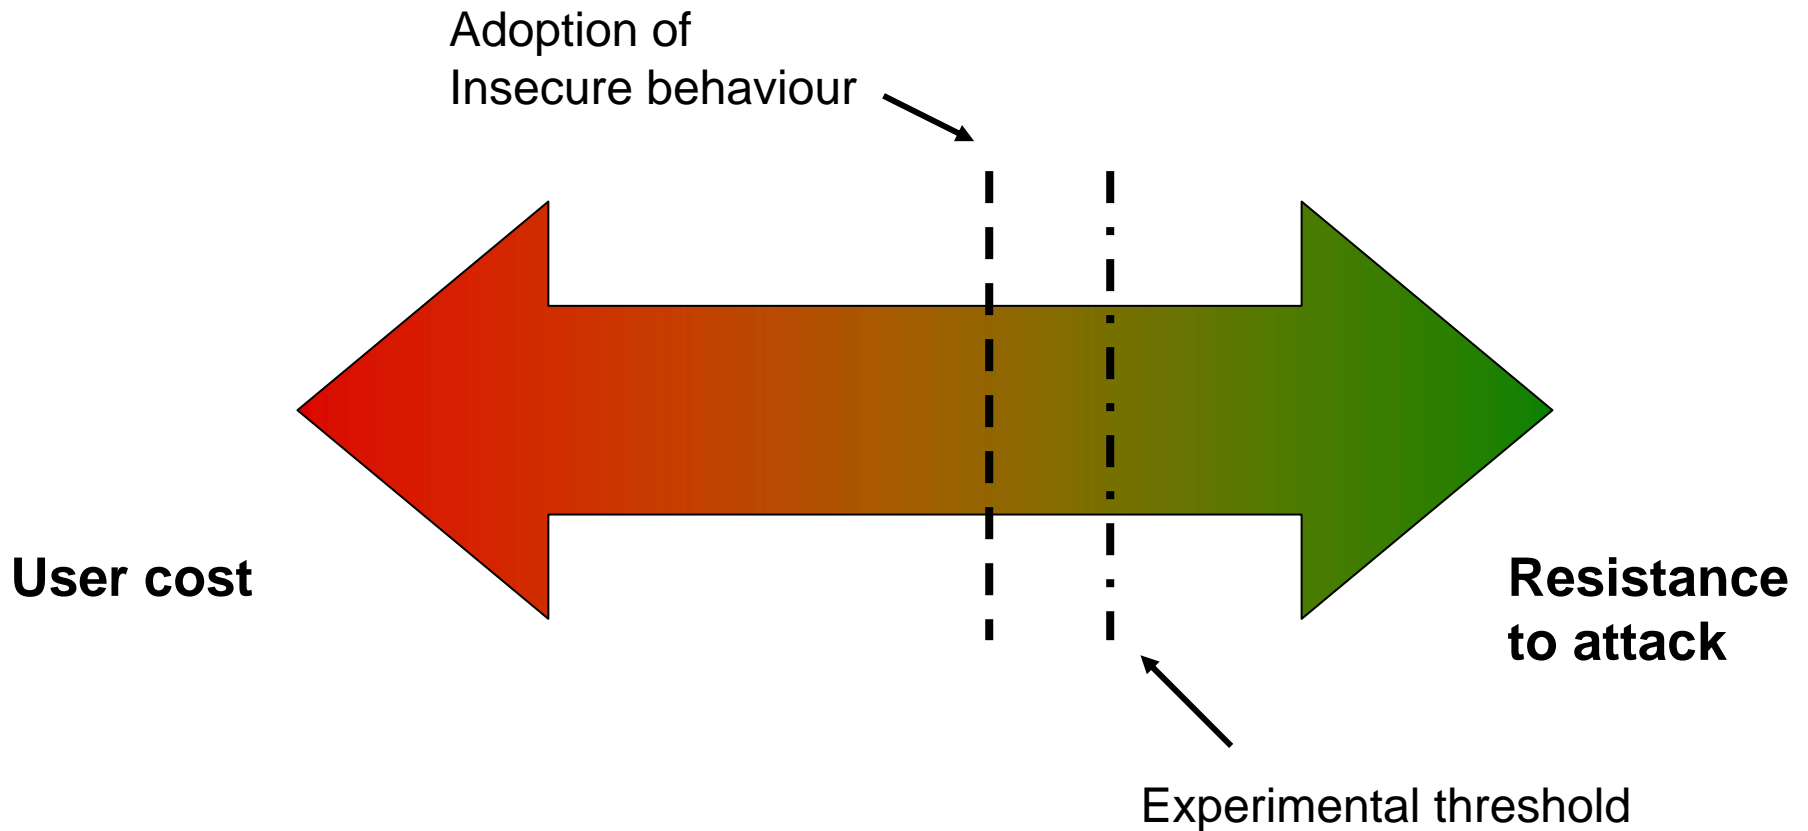 Adoption of
Insecure behaviour
User cost
Resistance
to attack
Experimental threshold